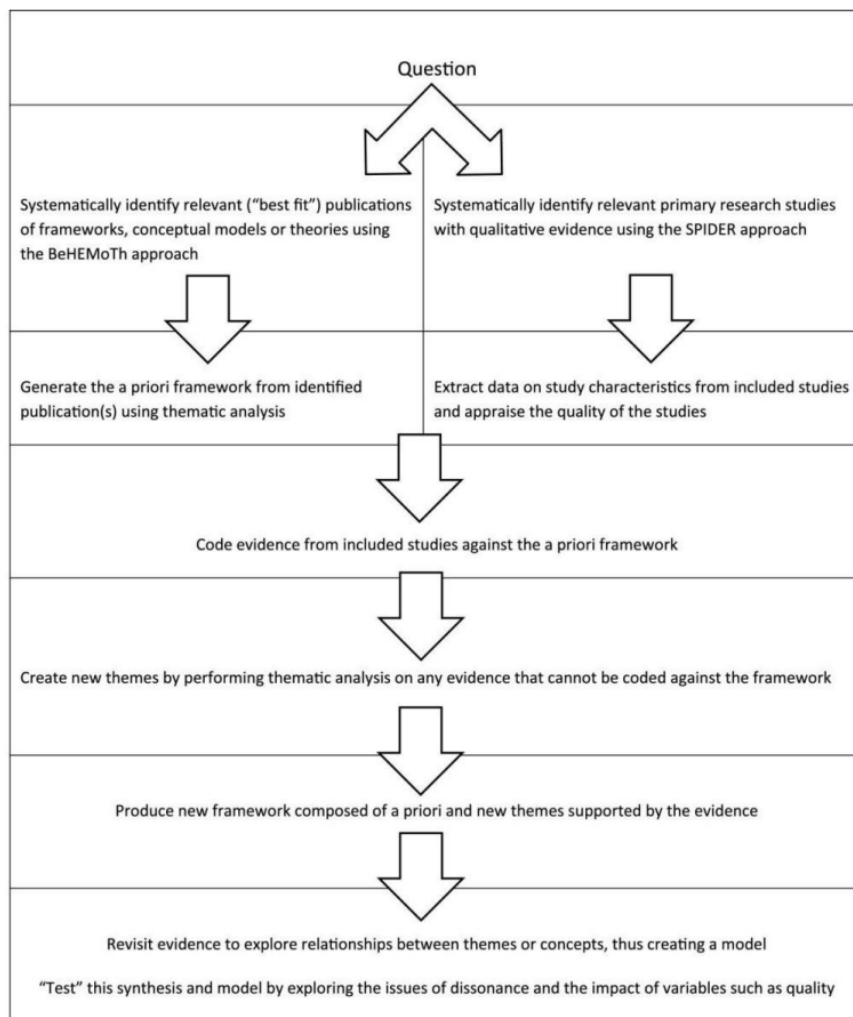 Question
Systematically identify relevant (“best fit”) publications
of frameworks, conceptual models or theories using
the BeHEMoTh approach
Systematically identify relevant primary research studies
with qualitative evidence using the SPIDER approach
Generate the a priori framework from identified
publication(s) using thematic analysis
Extract data on study characteristics from included studies
and appraise the quality of the studies
Code evidence from included studies against the a priori framework
Create new themes by performing thematic analysis on any evidence that cannot be coded against the framework
Produce new framework composed of a priori and new themes supported by the evidence
Revisit evidence to explore relationships between themes or concepts, thus creating a model
“Test” this synthesis and model by exploring the issues of dissonance and the impact of variables such as quality